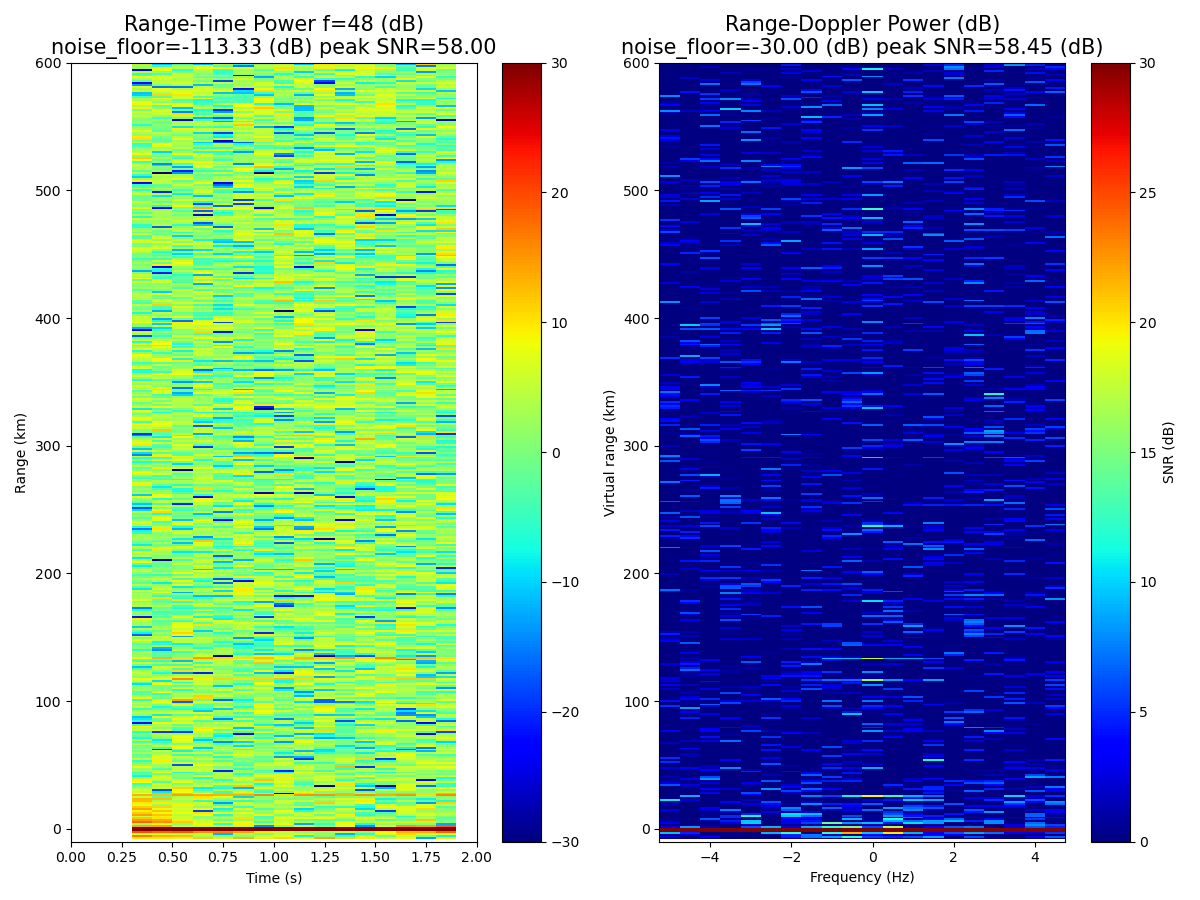 Range-Time Power f=48 (dB)
noise_floor=-113.33 (dB) peak SNR=58.00
Range-Doppler Power (dB)
noise_floor=-30.00 (dB) peak SNR=58.45 (dB)
600
500
400
300
200
100
0
Range (km)
0.00 0.25 0.50 0.75 1.00 1.25 1.50 1.75 2.00
Time (s)
30
20
10
0
−10
−20
−30
600
500
400
300
200
100
0
Virtual range (km)
−4 −2 0 2 4
Frequency (Hz)
30
25
20
15
10
5
0
SNR (dB)